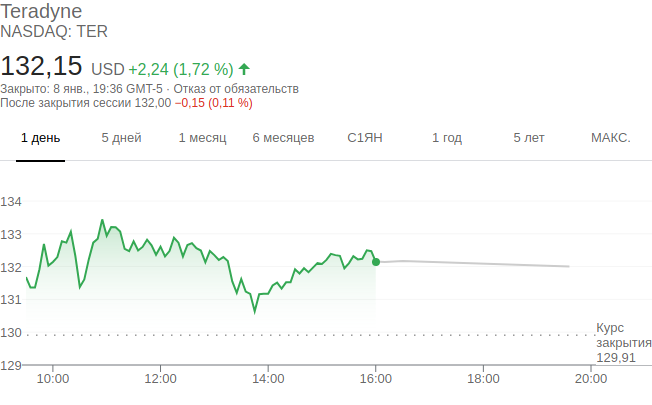 Teradyne
NASDAQ: TER
132,15 USD +2,24 (1,72 %)
Закрыто: 8 янв., 19:36 GMT-5 · Отказ от обязательств
После закрытия сессии 132,00 −0,15 (0,11 %)
1 день 5 дней 1 месяц 6 месяцев С1ЯН 1 год 5 лет МАКС.
134
133
132
131
130
129
Курс
закрытия
129,91
10:00 12:00 14:00 16:00 18:00 20:00